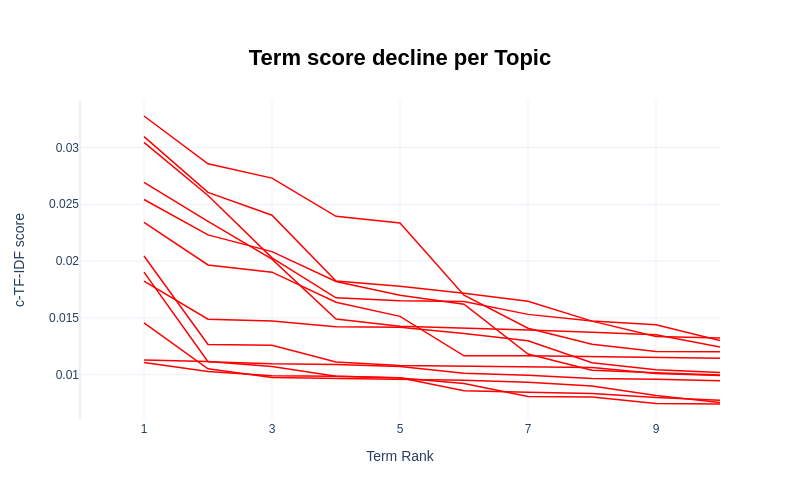 Term score decline per Topic
0.03
0.025
0.02
0.015
0.01
c-TF-IDF score
1 3 5 7 9
Term Rank